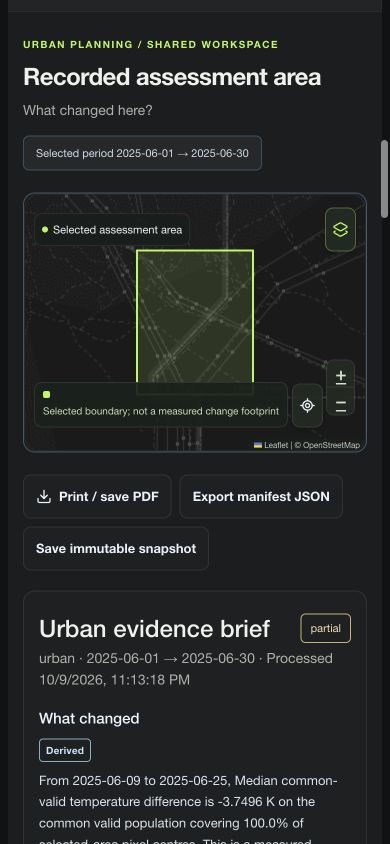 URBAN PLANNING / SHARED WORKSPACE
Recorded assessment area
What changed here?
Selected period 2025-06-01 → 2025-06-30
Selected assessment area
Selected boundary; not a measured change footprint
+
−
Leaflet | © OpenStreetMap
Print / save PDF
Export manifest JSON
Save immutable snapshot
Urban evidence brief
partial
urban · 2025-06-01 → 2025-06-30 · Processed
10/9/2026, 11:13:18 PM
What changed
Derived
From 2025-06-09 to 2025-06-25, Median common-
valid temperature difference is -3.7496 K on the
common valid population covering 100.0% of
selected-area pixel centres. This is a measured